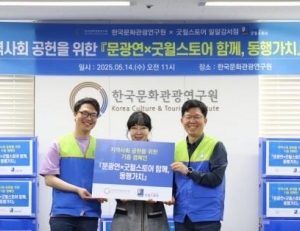 한국문화관광연구원 × 굿윌스토어 밀알강서점
역사회 공헌을 위한 『문광연×굿윌스토어 함께, 동행가치』
일시 : 2025.05.14.(수) 오전 11시
장소 : 한국문화관광연구원
한국문화관광연구원
Korea Culture & Tourism Institute
지역사회 공헌을 위한
기증 캠페인
『문광연×굿윌스토어 함께,
동행가치』